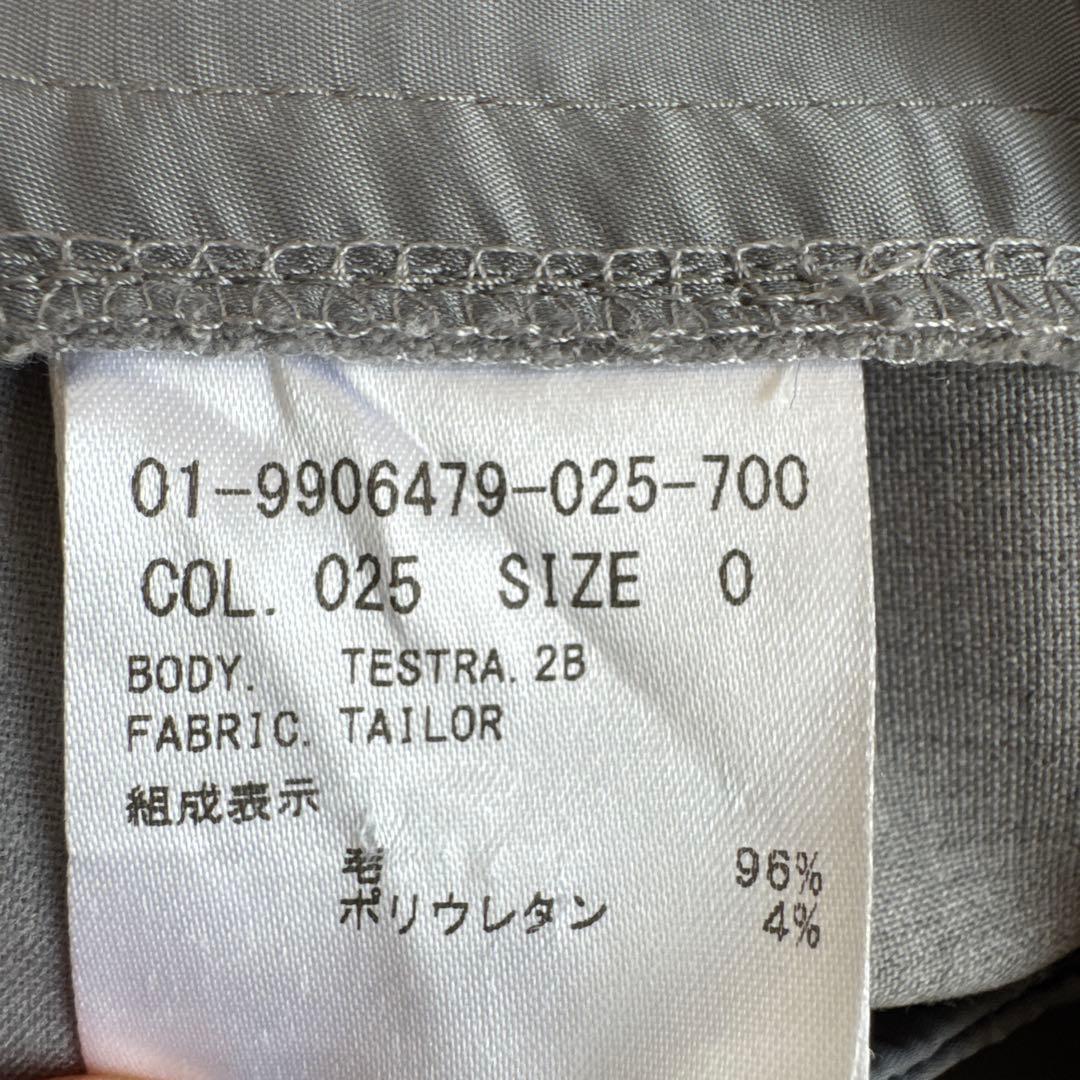 01-9906479-025-700
COL. 025 SIZE 0
BODY. TESTRA.2B
FABRIC. TAILOR
組成表示
毛 96%
ポリウレタン 4%